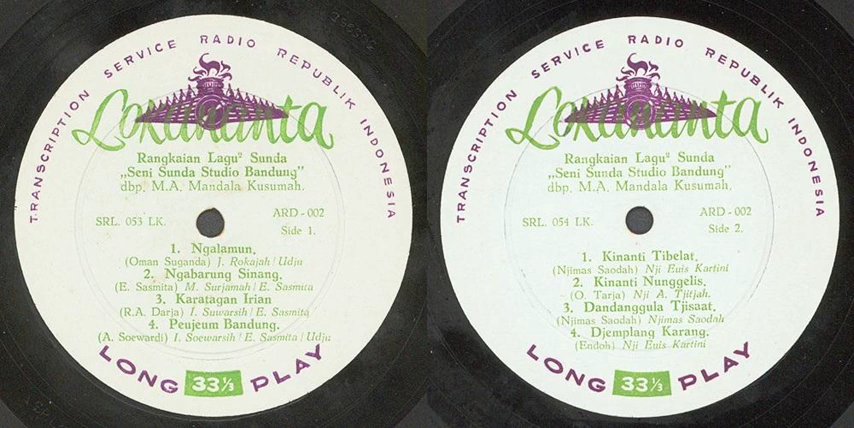 TRANSCRIPTION SERVICE RADIO REPUBLIK INDONESIA
Lokananta
Rangkaian Lagu² Sunda
„Seni Sunda Studio Bandung"
dbp. M.A. Mandala Kusumah.
SRL. 053 LK.
ARD - 002
Side 1.
1. Ngalamun.
(Oman Suganda) J. Rokajah / Udju
2. Ngabarung Sinang.
(E. Sasmita) M. Surjamah / E. Sasmita
3. Karatagan Irian
(R.A. Darja) I. Suwarsih / E. Sasmita
4. Peujeum Bandung.
(A. Soewardi) I. Soewarsih / E. Sasmita / Udju
LONG 33⅓ PLAY
TRANSCRIPTION SERVICE RADIO REPUBLIK INDONESIA
Lokananta
Rangkaian Lagu² Sunda
„Seni Sunda Studio Bandung"
dbp. M.A. Mandala Kusumah.
SRL. 054 LK.
ARD - 002
Side 2.
1. Kinanti Tibelat.
(Njimas Saodah) Nji Euis Kartini
2. Kinanti Nunggelis.
(O. Tarja) Nji A. Tjitjah.
3. Dandanggula Tjisaat.
(Njimas Saodah) Njimas Saodah
4. Djemplang Karang.
(Endoh) Nji Euis Kartini
LONG 33⅓ PLAY